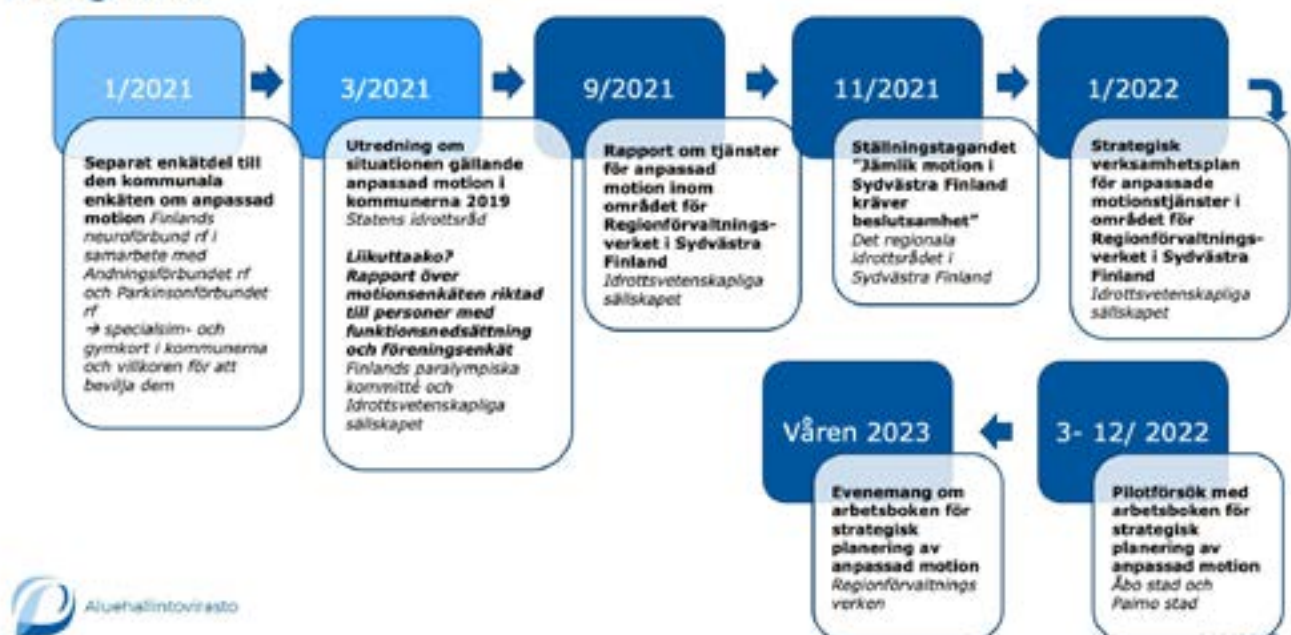 1/2021
Separat enkätdel till
den kommunala
enkäten om anpassad
motion Finlands
neuroförbund rf i
samarbete med
Andningsförbundet rf
och Parkinsonförbundet
rf
→ specialsim- och
gymkort i kommunerna
och villkoren för att
bevilja dem
3/2021
Utredning om
situationen gällande
anpassad motion i
kommunerna 2019
Statens idrottsråd
Liikuttaako?
Rapport över
motionsenkäten riktad
till personer med
funktionsnedsättning
och föreningsenkät
Finlands paralympiska
kommitté och
Idrottsvetenskapliga
sällskapet
9/2021
Rapport om tjänster
för anpassad
motion inom
området för
Regionförvaltnings-
verket i Sydvästra
Finland
Idrottsvetenskapliga
sällskapet
11/2021
Ställningstagandet
"Jämlik motion i
Sydvästra Finland
kräver
beslutsamhet"
Det regionala
idrottsrådet i
Sydvästra Finland
1/2022
Strategisk
verksamhetsplan
för anpassade
motionstjänster i
området för
Regionförvaltnings-
verket i Sydvästra
Finland
Idrottsvetenskapliga
sällskapet
3- 12/ 2022
Pilotförsök med
arbetsboken för
strategisk
planering av
anpassad motion
Åbo stad och
Paimo stad
Våren 2023
Evenemang om
arbetsboken för
strategisk
planering av
anpassad motion
Regionförvaltnings
verken
Aluehallintovirasto